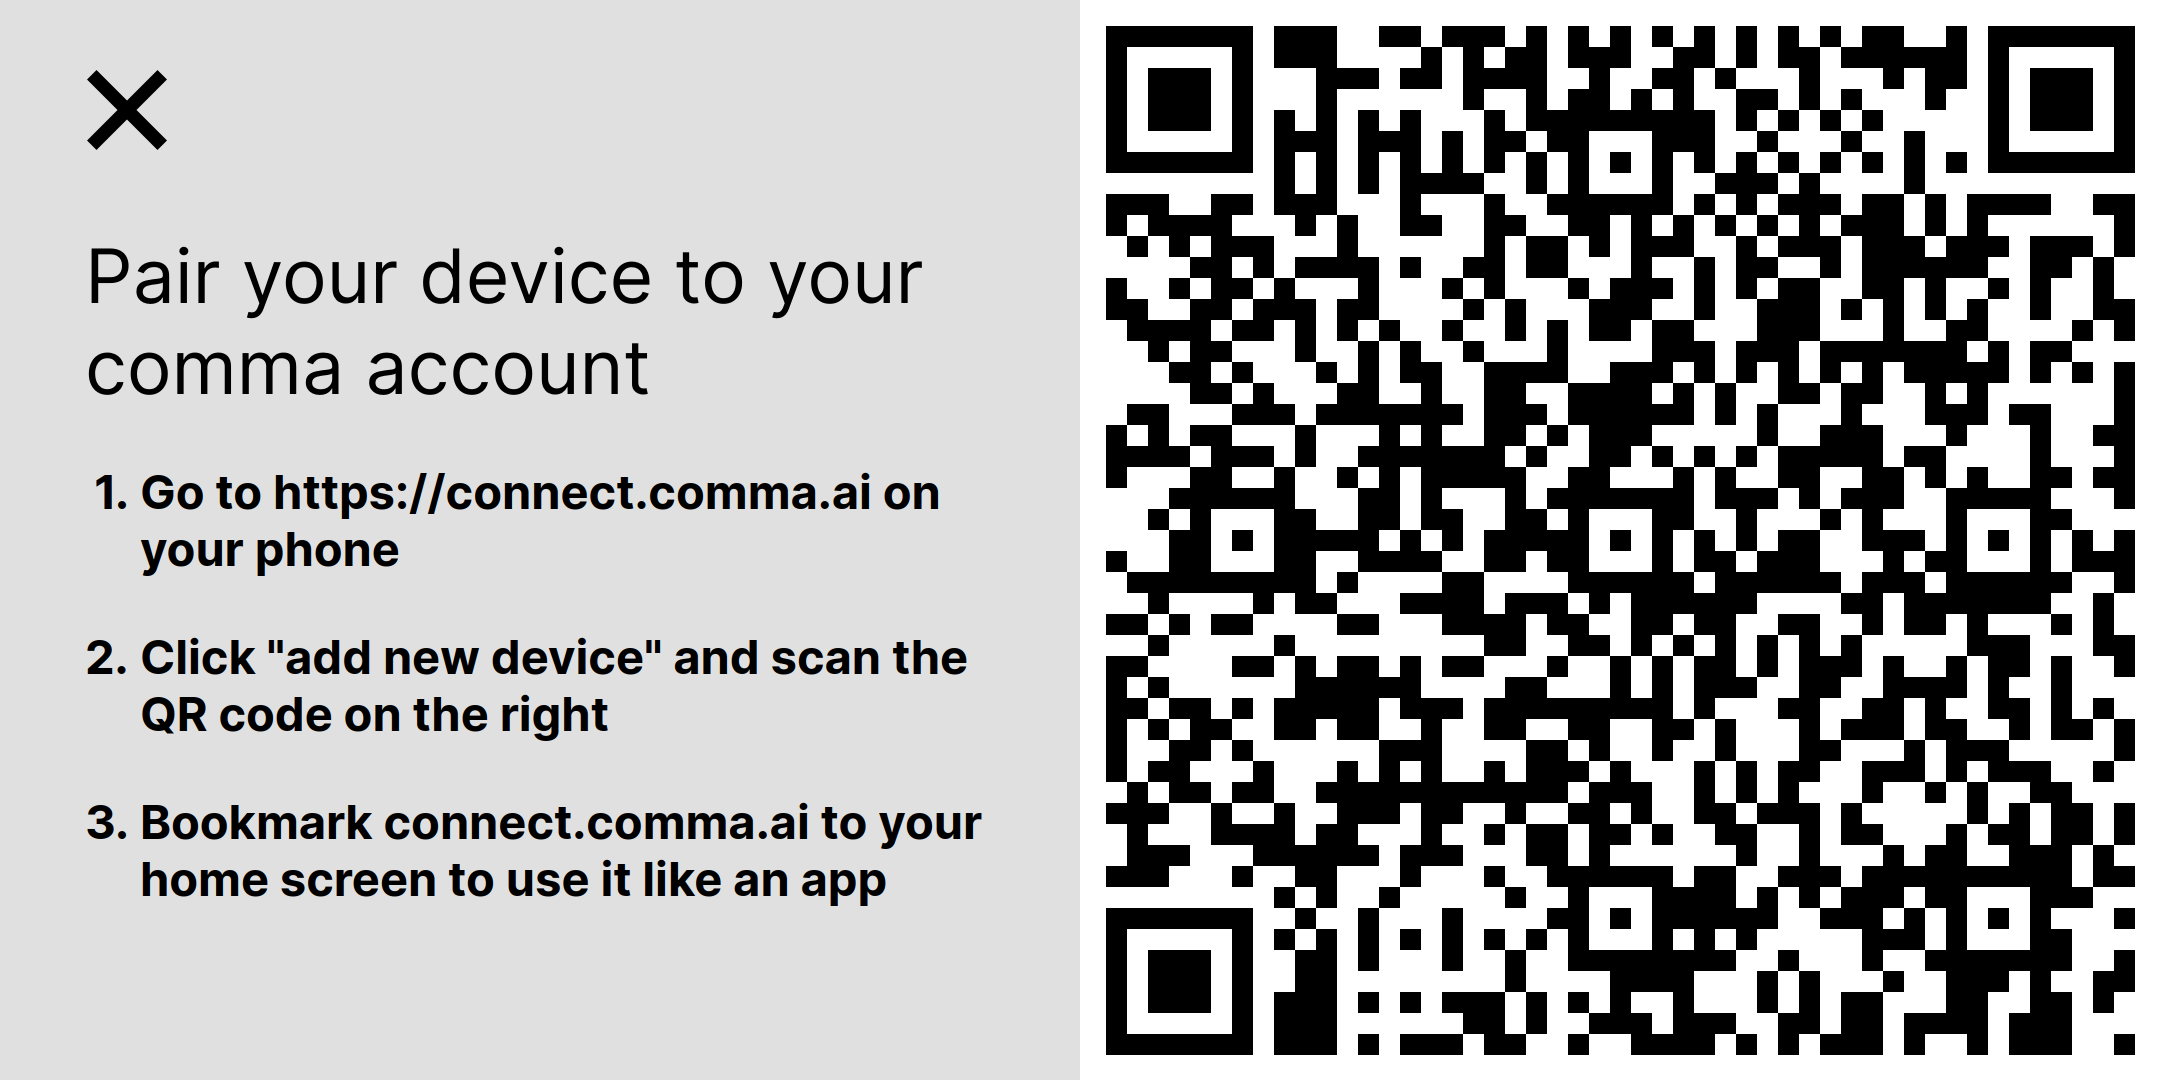 Pair your device to your
comma account
1. Go to https://connect.comma.ai on
your phone
2. Click "add new device" and scan the
QR code on the right
3. Bookmark connect.comma.ai to your
home screen to use it like an app